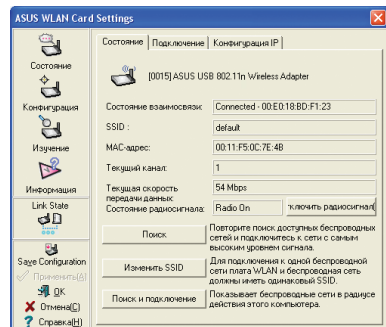 ASUS WLAN Card Settings
Состояние
Конфигурация
Изучение
Информация
Link State
Save Configuration
Применить(А)
OK
Отмена(С)
Справка(Н)
Состояние Подключение Конфигурация IP
[0015] ASUS USB 802.11n Wireless Adapter
Состояние взаимосвязи: Connected - 00:E0:18:BD:F1:23
SSID : default
MAC-адрес: 00:11:F5:0C:7E:4B
Текущий канал: 1
Текущая скорость передачи данных: 54 Mbps
Состояние радиосигнала: Radio On тключить радиосигнал(
Поиск
Повторите поиск доступных беспроводных
сетей и подключитесь к сети с самым
высоким уровнем сигнала.
Изменить SSID
Для подключения к одной беспроводной
сети плата WLAN и беспроводная сеть
должны иметь одинаковый SSID.
Поиск и подключение
Показывает беспроводные сети в радиусе
действия этого компьютера.